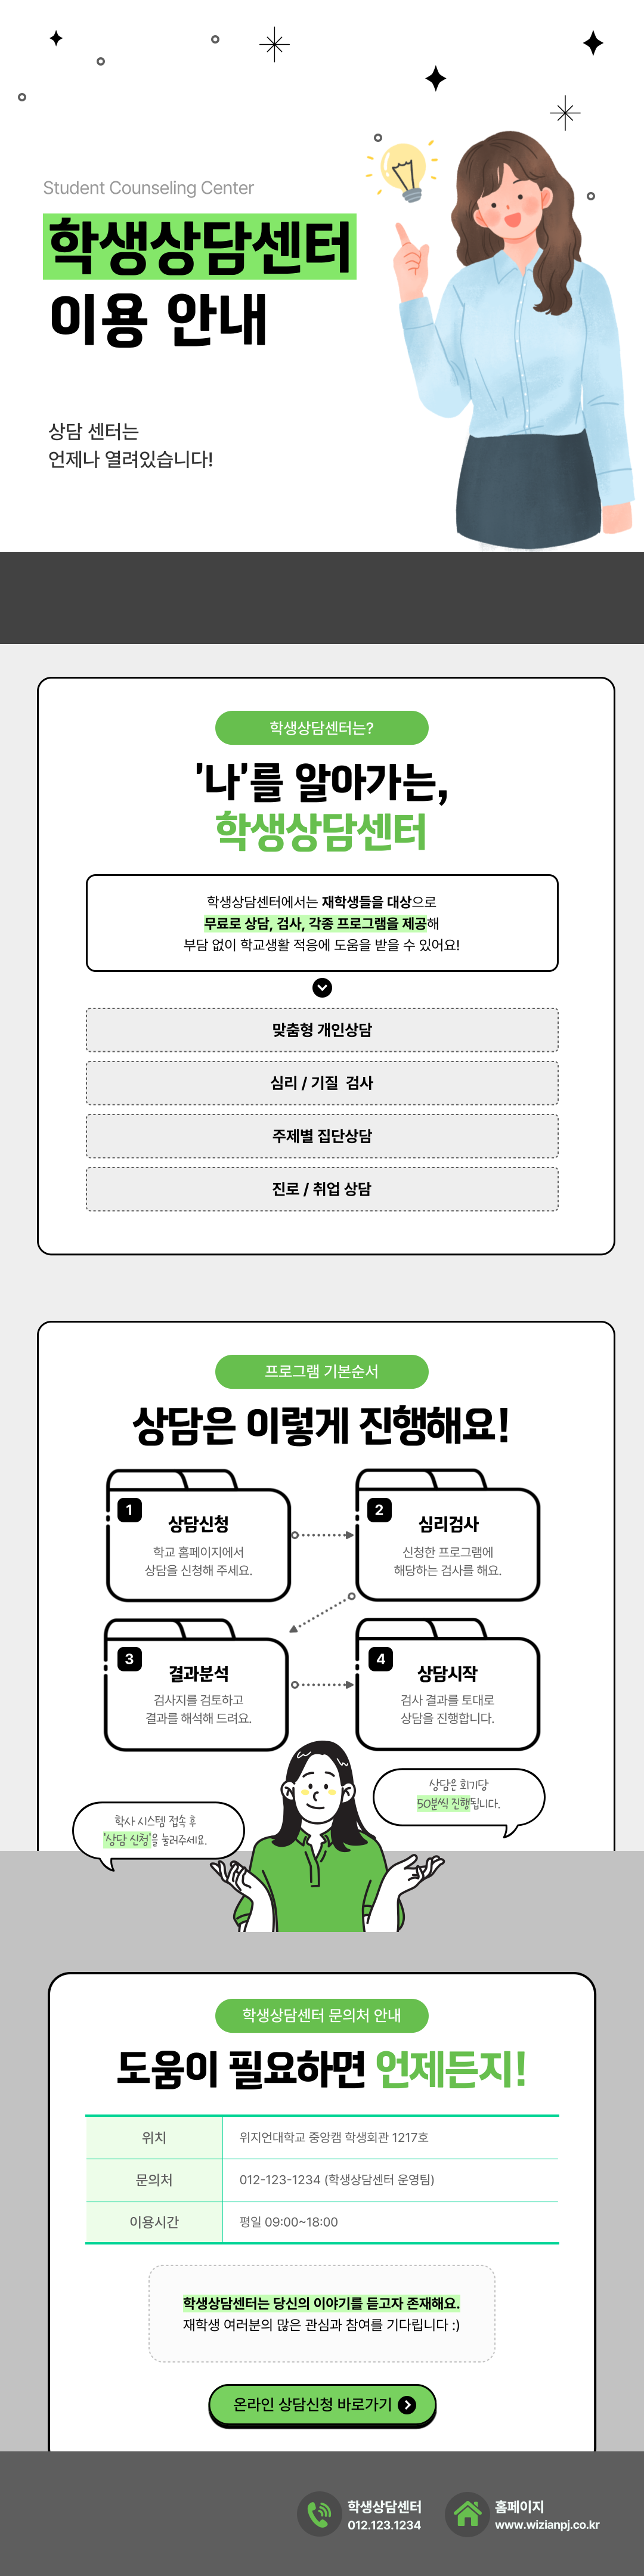 Student Counseling Center
학생상담센터
이용 안내
상담 센터는
언제나 열려있습니다!
학생상담센터는?
'나'를 알아가는,
학생상담센터
학생상담센터에서는 재학생들을 대상으로
무료로 상담, 검사, 각종 프로그램을 제공해
부담 없이 학교생활 적응에 도움을 받을 수 있어요!
맞춤형 개인상담
심리 / 기질 검사
주제별 집단상담
진로 / 취업 상담
프로그램 기본순서
상담은 이렇게 진행해요!
1
상담신청
학교 홈페이지에서
상담을 신청해 주세요.
2
심리검사
신청한 프로그램에
해당하는 검사를 해요.
3
결과분석
검사지를 검토하고
결과를 해석해 드려요.
4
상담시작
검사 결과를 토대로
상담을 진행합니다.
상담은 회기당
50분씩 진행됩니다.
학사 시스템 접속 후
'상담 신청'을 눌러주세요.
학생상담센터 문의처 안내
도움이 필요하면 언제든지!
위치 위지언대학교 중앙캠 학생회관 1217호
문의처 012-123-1234 (학생상담센터 운영팀)
이용시간 평일 09:00~18:00
학생상담센터는 당신의 이야기를 듣고자 존재해요.
재학생 여러분의 많은 관심과 참여를 기다립니다 :)
온라인 상담신청 바로가기
학생상담센터
012.123.1234
홈페이지
www.wizianpj.co.kr